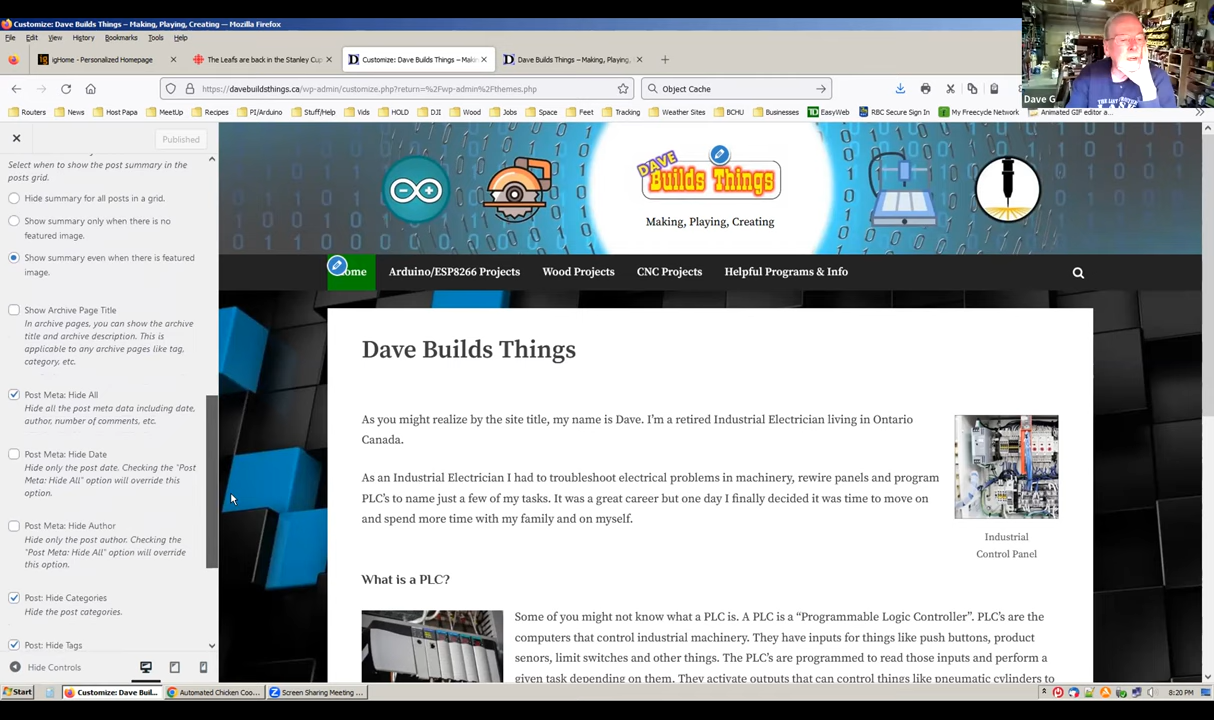 Customize: Dave Builds Things – Making, Playing, Creating — Mozilla Firefox
File Edit View History Bookmarks Tools Help
igHome - Personalized Homepage
The Leafs are back in the Stanley Cu
Customize: Dave Builds Things – Mak
Dave Builds Things – Making, Playing,
https://davebuildsthings.ca/wp-admin/customize.php?return=%2Fwp-admin%2Fthemes.php
Object Cache
Routers News Host Papa MeetUp Recipes PI/Arduino Stuff/Help Vids HOLD DJI Wood Jobs Space Feet Tracking Weather Sites BCHU Businesses EasyWeb RBC Secure Sign In My Freecycle Network Animated GIF editor a...
Dave G
Published
Select when to show the post summary in the
posts grid.
Hide summary for all posts in a grid.
Show summary only when there is no
featured image.
Show summary even when there is featured
image.
Show Archive Page Title
In archive pages, you can show the archive
title and archive description. This is
applicable to any archive pages like tag,
category, etc.
Post Meta: Hide All
Hide all the post meta data including date,
author, number of comments, etc.
Post Meta: Hide Date
Hide only the post date. Checking the "Post
Meta: Hide All" option will override this
option.
Post Meta: Hide Author
Hide only the post author. Checking the
"Post Meta: Hide All" option will override
this option.
Post: Hide Categories
Hide the post categories.
Post: Hide Tags
Hide Controls
DAVE
Builds Things
Making, Playing, Creating
Home Arduino/ESP8266 Projects Wood Projects CNC Projects Helpful Programs & Info
Dave Builds Things
As you might realize by the site title, my name is Dave. I'm a retired Industrial Electrician living in Ontario
Canada.
As an Industrial Electrician I had to troubleshoot electrical problems in machinery, rewire panels and program
PLC's to name just a few of my tasks. It was a great career but one day I finally decided it was time to move on
and spend more time with my family and on myself.
Industrial
Control Panel
What is a PLC?
Some of you might not know what a PLC is. A PLC is a “Programmable Logic Controller”. PLC's are the
computers that control industrial machinery. They have inputs for things like push buttons, product
senors, limit switches and other things. The PLC's are programmed to read those inputs and perform a
given task depending on them. They activate outputs that can control things like pneumatic cylinders to
Start
Customize: Dave Buil...
Automated Chicken Coo...
Screen Sharing Meeting ...
8:20 PM